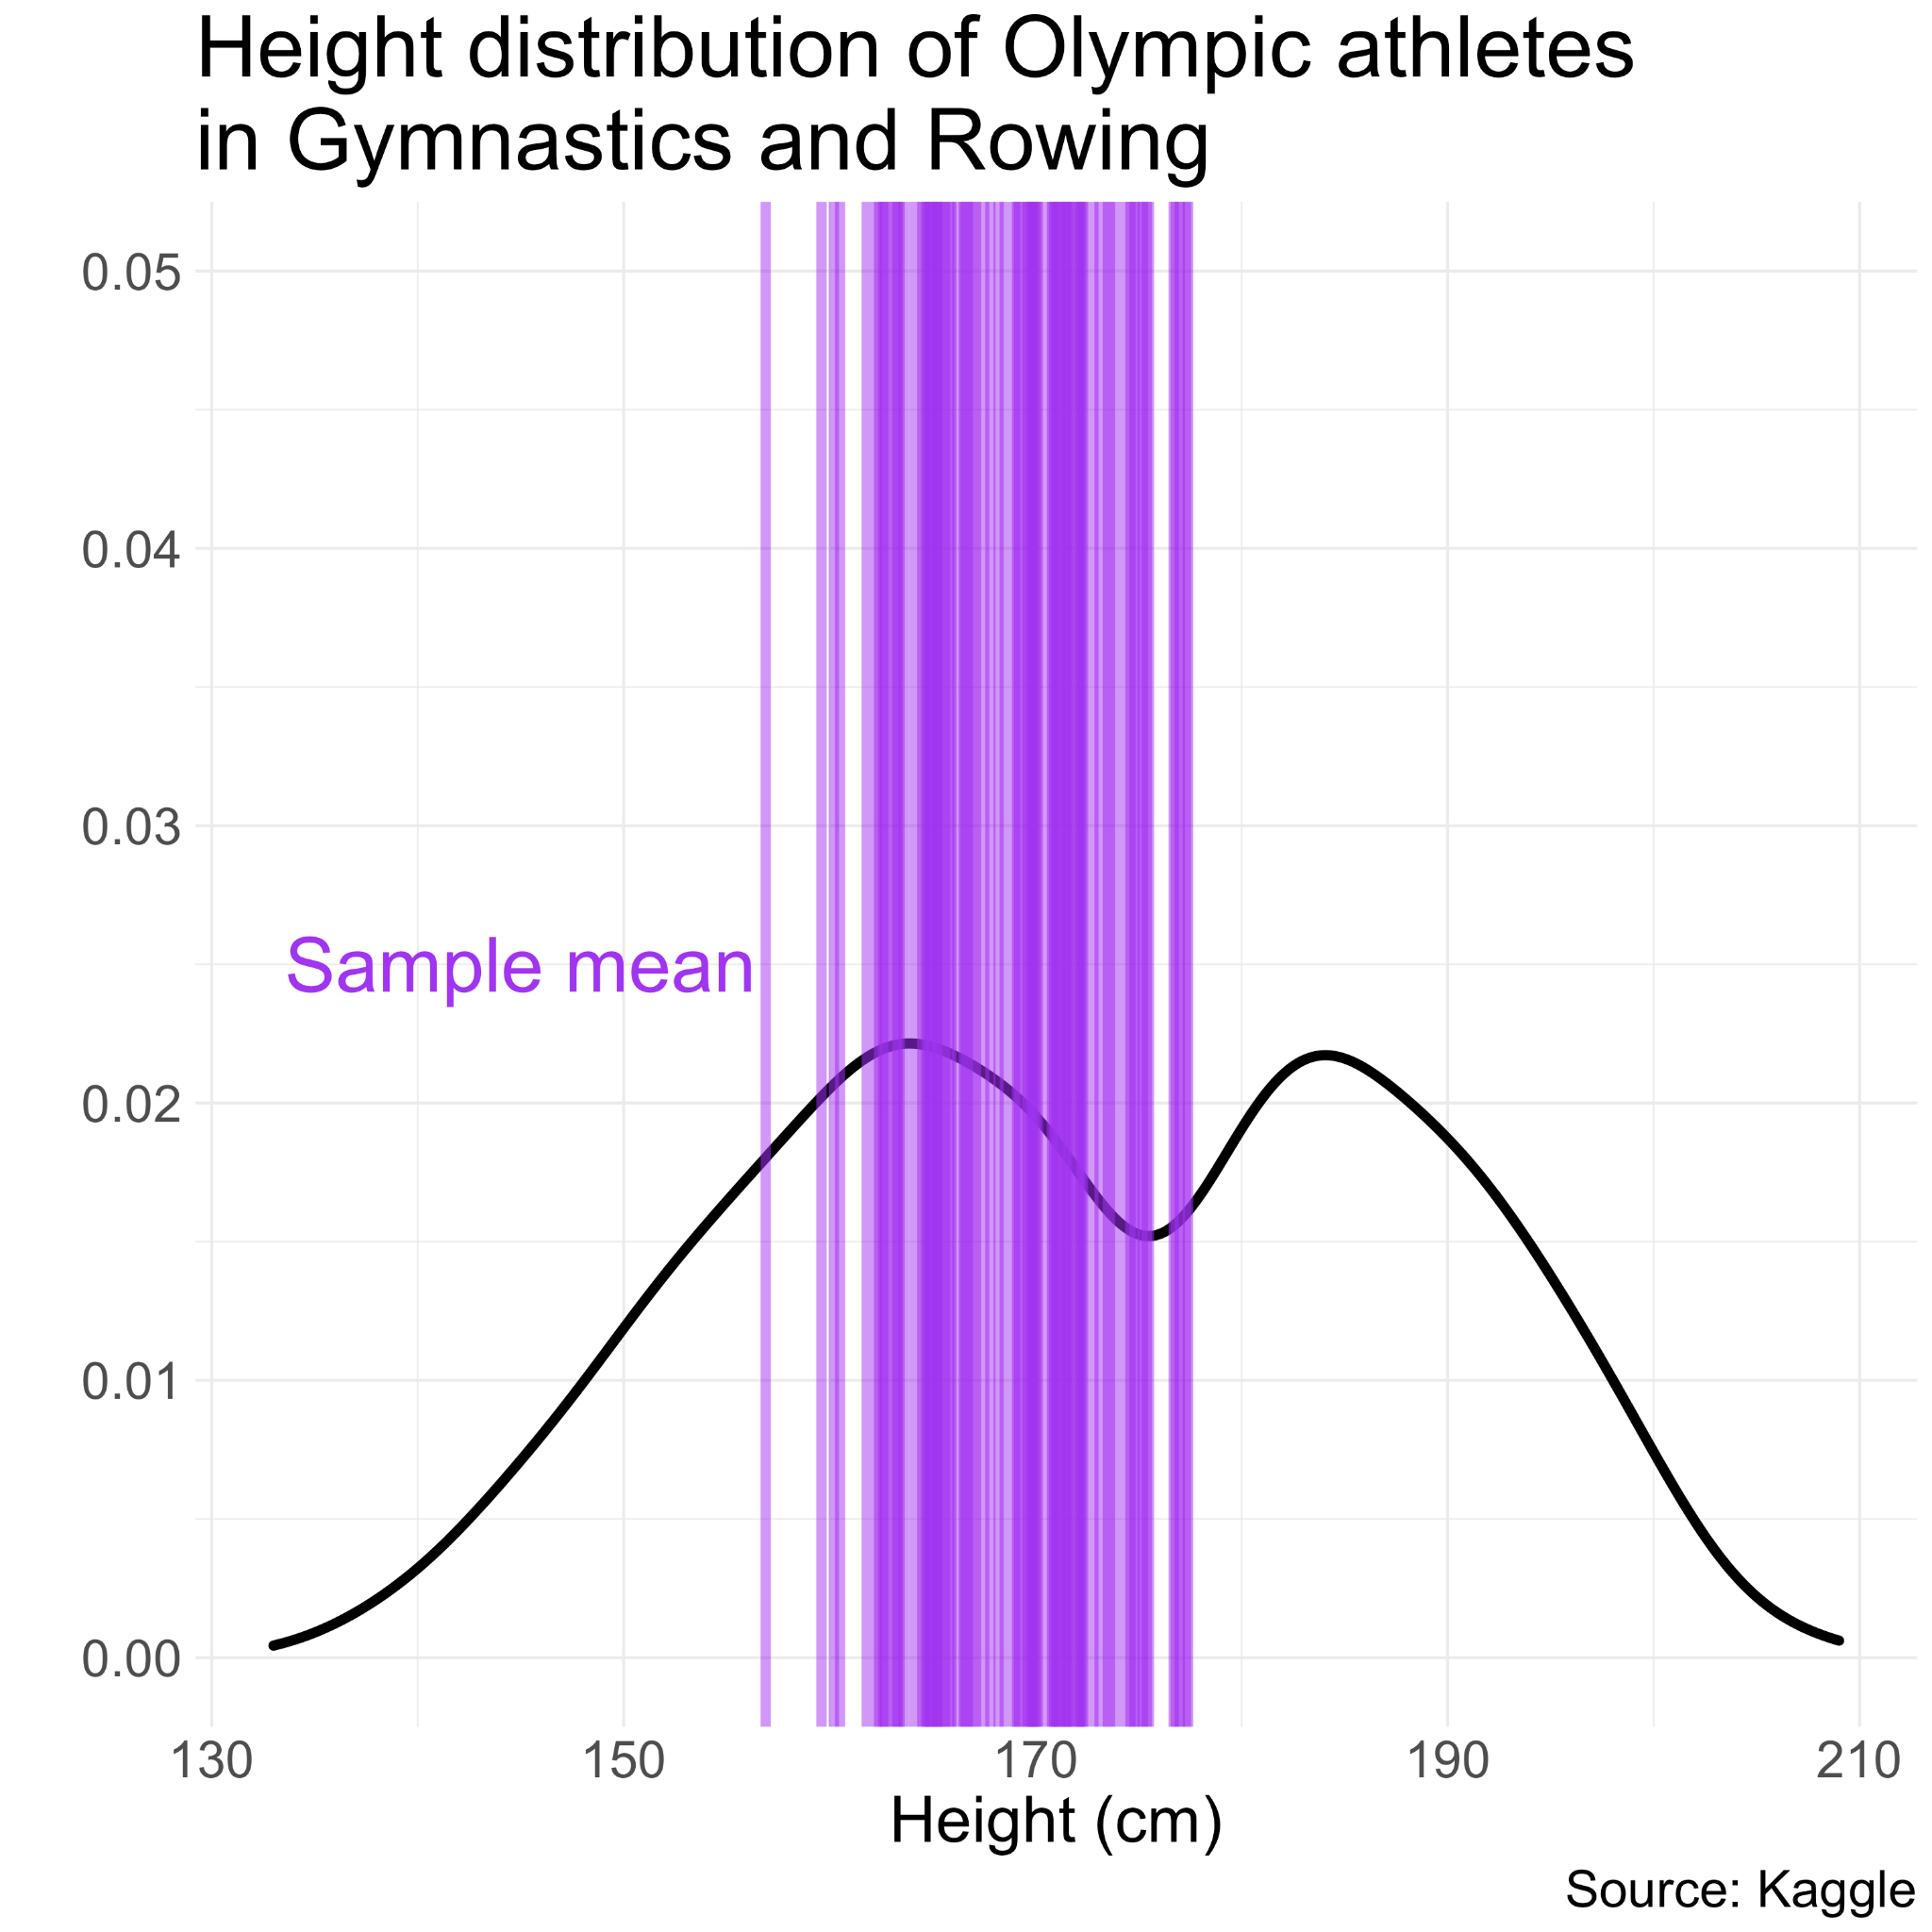 Height distribution of Olympic athletes
in Gymnastics and Rowing
0.05
0.04
0.03
Sample mean
0.02
0.01
0.00
130 150 170 190 210
Height (cm)
Source: Kaggle